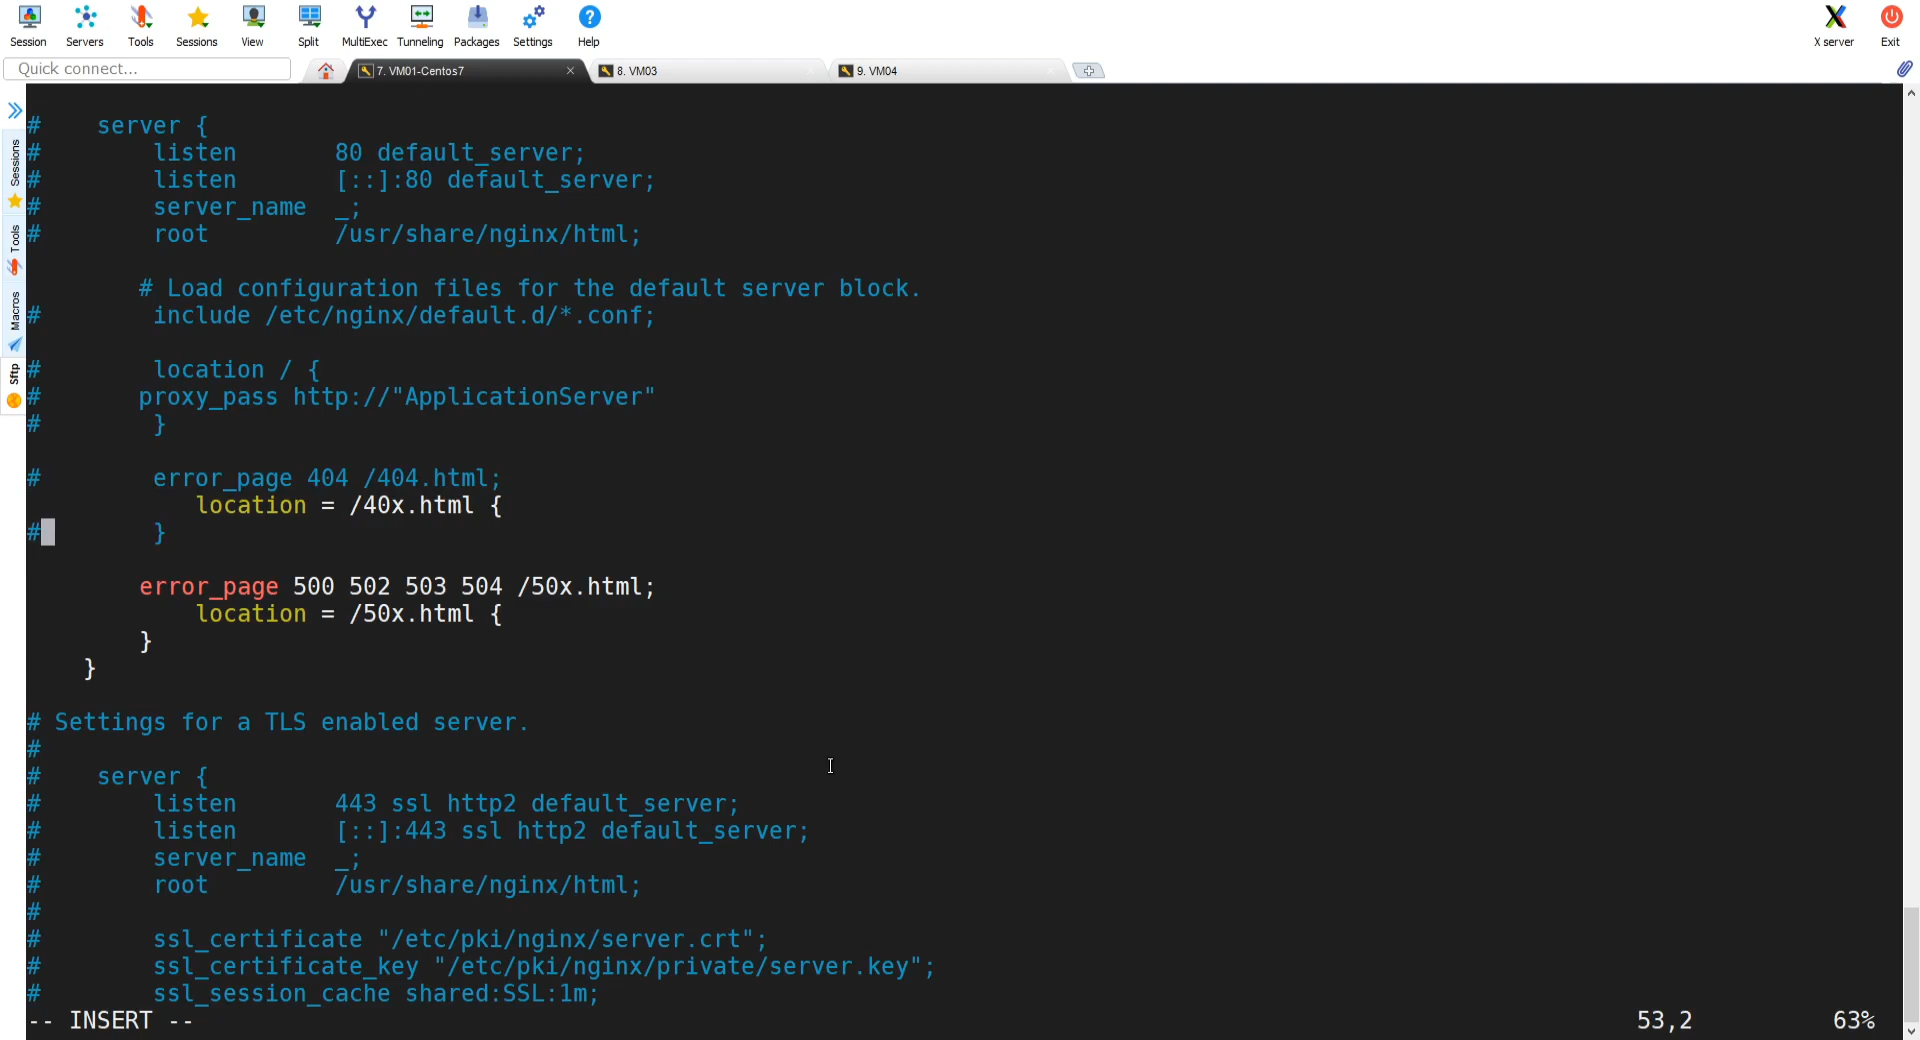 Session Servers Tools Sessions View Split MultiExec Tunneling Packages Settings Help X server Exit
Quick connect... 7. VM01-Centos7 8. VM03 9. VM04
Sessions
Tools
Macros
Sftp
#    server {
#        listen       80 default_server;
#        listen       [::]:80 default_server;
#        server_name  _;
#        root         /usr/share/nginx/html;
        # Load configuration files for the default server block.
#        include /etc/nginx/default.d/*.conf;
#        location / {
#       proxy_pass http://"ApplicationServer"
#        }
#        error_page 404 /404.html;
            location = /40x.html {
#        }
        error_page 500 502 503 504 /50x.html;
            location = /50x.html {
        }
    }
# Settings for a TLS enabled server.
#
#    server {
#        listen       443 ssl http2 default_server;
#        listen       [::]:443 ssl http2 default_server;
#        server_name  _;
#        root         /usr/share/nginx/html;
#
#        ssl_certificate "/etc/pki/nginx/server.crt";
#        ssl_certificate_key "/etc/pki/nginx/private/server.key";
#        ssl_session_cache shared:SSL:1m;
-- INSERT -- 53,2 63%